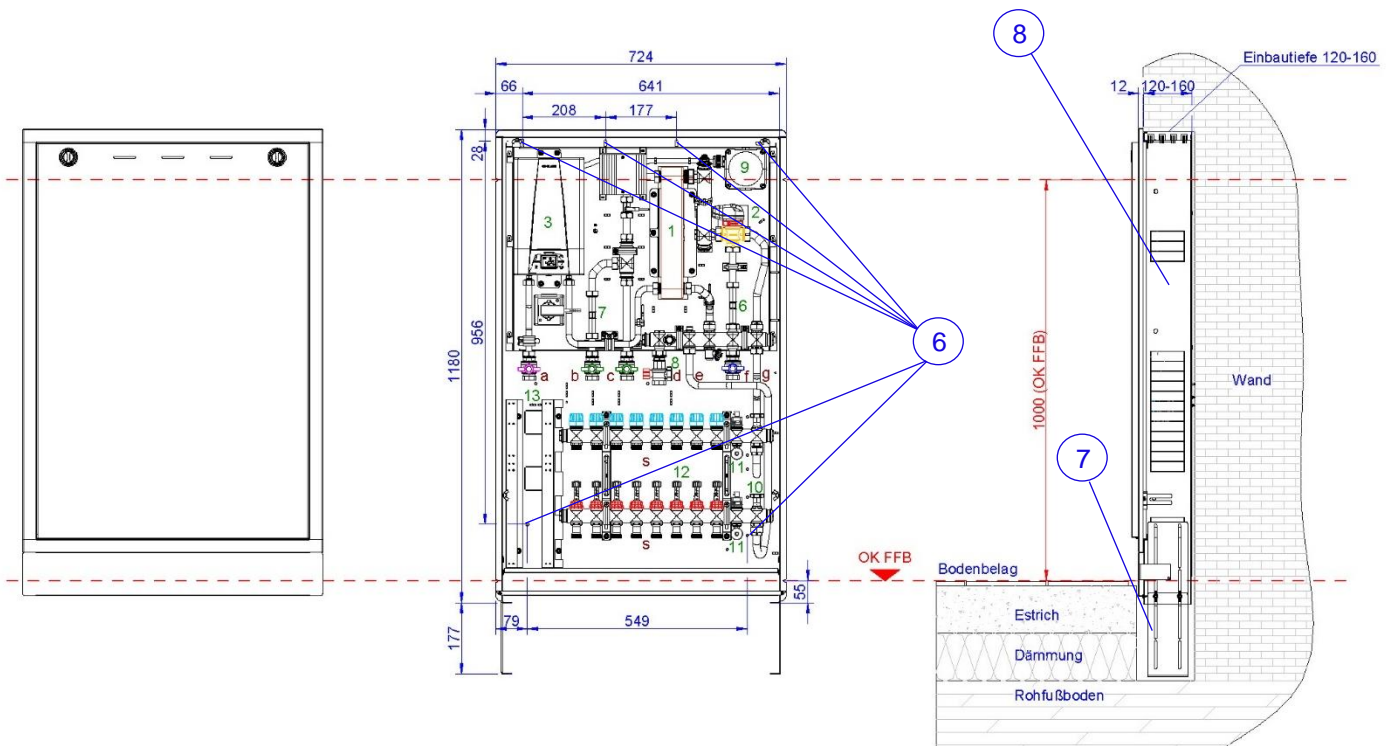 8
Einbautiefe 120-160
724
12 120-160
66 641
208 177
28
9
3
2
1
1000 (OK FFB)
6
956
7
6
1180
8
a b c d e f g
Wand
13
s
12
11
7
10
s
11
OK FFB
Bodenbelag
55
Estrich
79 549
177
Dämmung
Rohfußboden